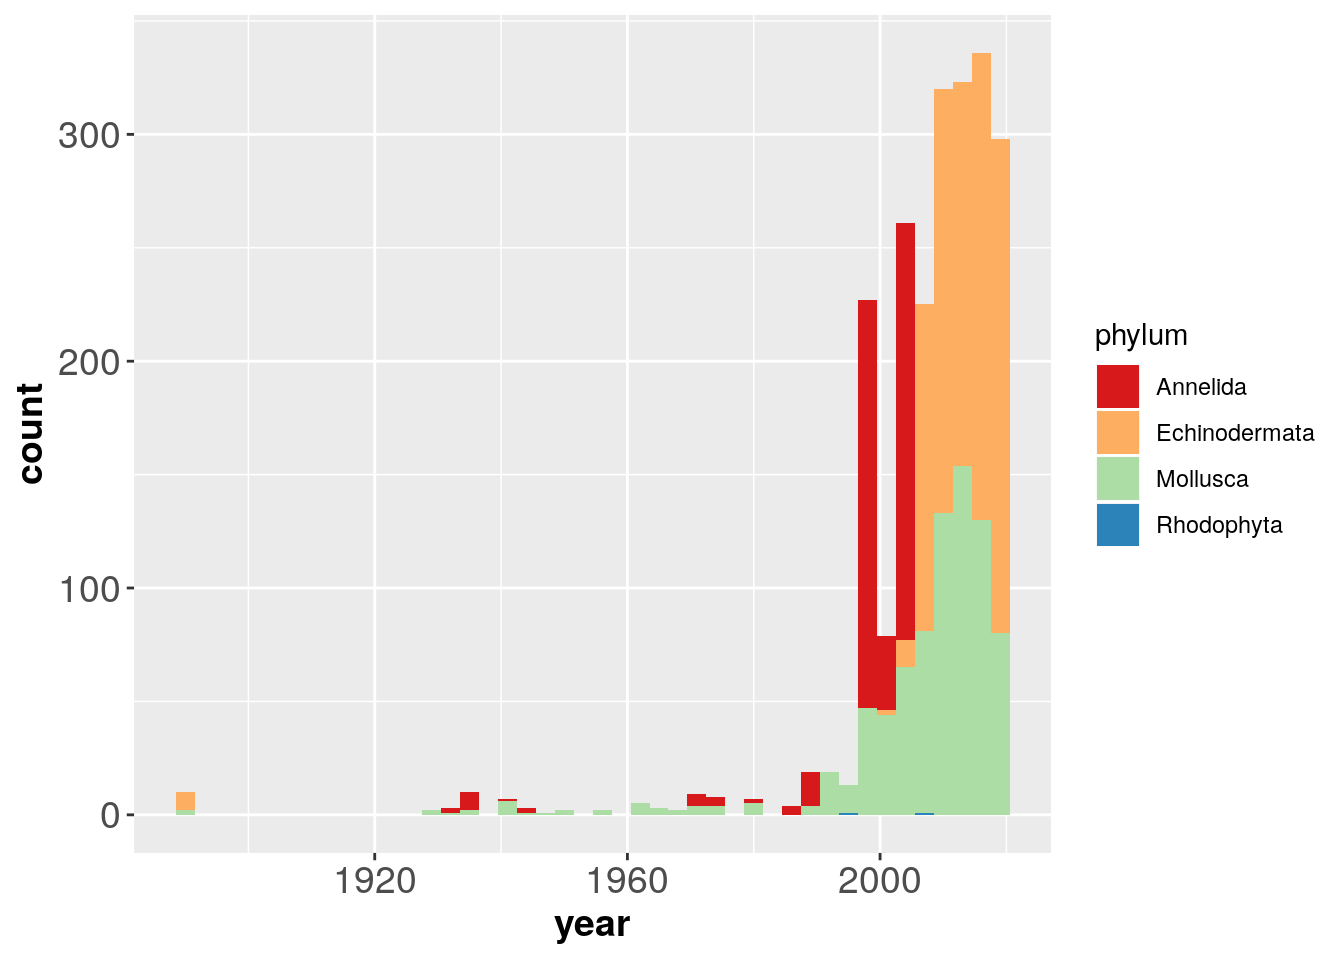 300
200
100
0
count
1920 1960 2000
year
phylum
Annelida
Echinodermata
Mollusca
Rhodophyta